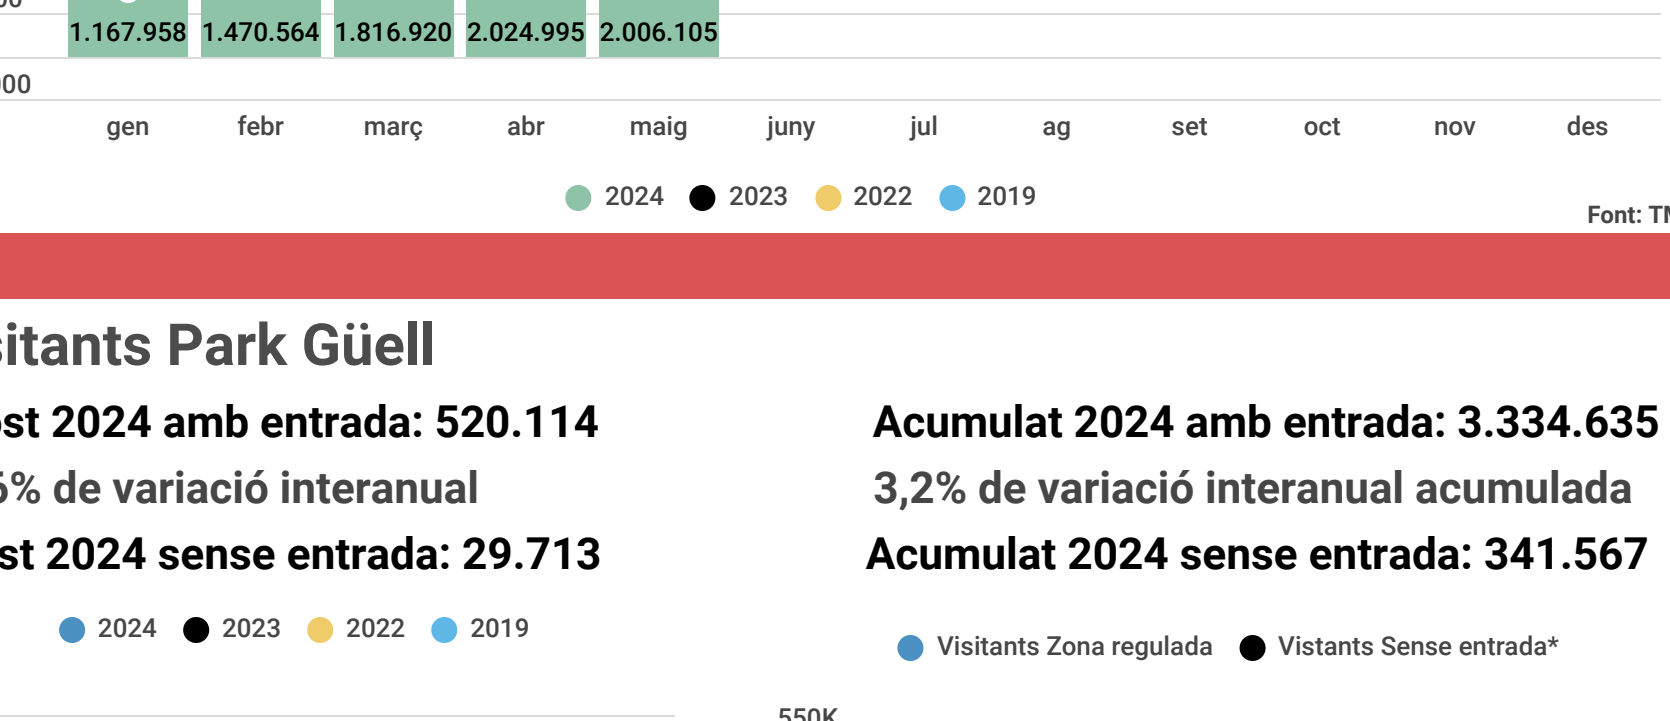 000
1.167.958 1.470.564 1.816.920 2.024.995 2.006.105
gen febr març abr maig juny jul ag set oct nov des
2024 2023 2022 2019
Font:
Park Güell
2024 amb entrada: 520.114
Acumulat 2024 amb entrada: 3.334.635
% de variació interanual
3,2% de variació interanual acumulada
2024 sense entrada: 29.713
Acumulat 2024 sense entrada: 341.567
2024 2023 2022 2019
Visitants Zona regulada Vistants Sense entrada*
550K